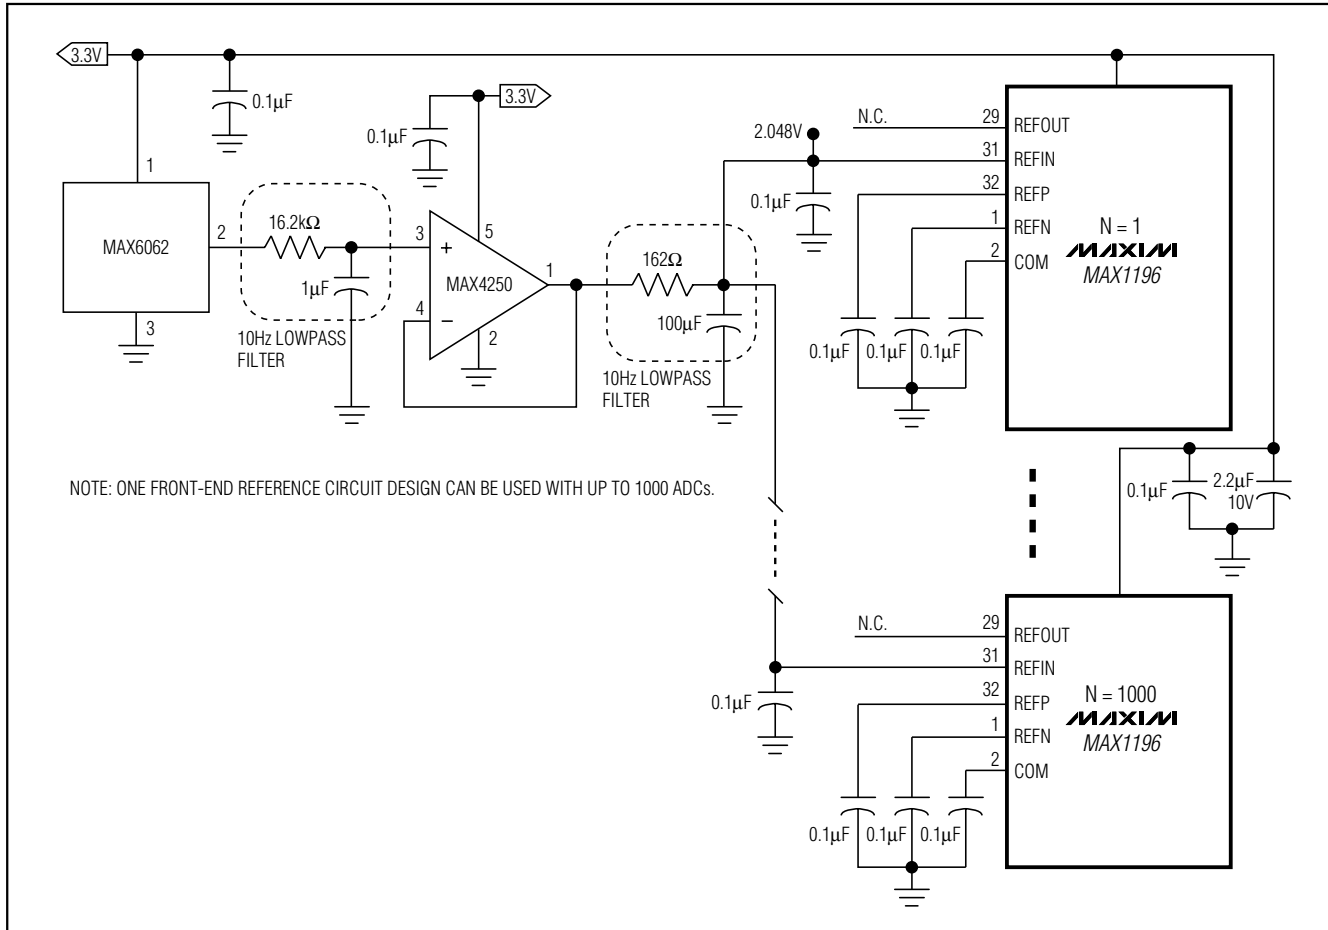 3.3V
0.1µF
3.3V
0.1µF
1
MAX6062
2
3
16.2kΩ
1µF
10Hz LOWPASS
FILTER
3
+
4
−
5
MAX4250
1
2
162Ω
100µF
10Hz LOWPASS
FILTER
2.048V
0.1µF
N.C.
29
REFOUT
31
REFIN
32
REFP
1
REFN
2
COM
N = 1
MAXIM
MAX1196
0.1µF
0.1µF
0.1µF
NOTE: ONE FRONT-END REFERENCE CIRCUIT DESIGN CAN BE USED WITH UP TO 1000 ADCs.
0.1µF
2.2µF
10V
N.C.
29
REFOUT
31
REFIN
32
REFP
1
REFN
2
COM
N = 1000
MAXIM
MAX1196
0.1µF
0.1µF
0.1µF
0.1µF